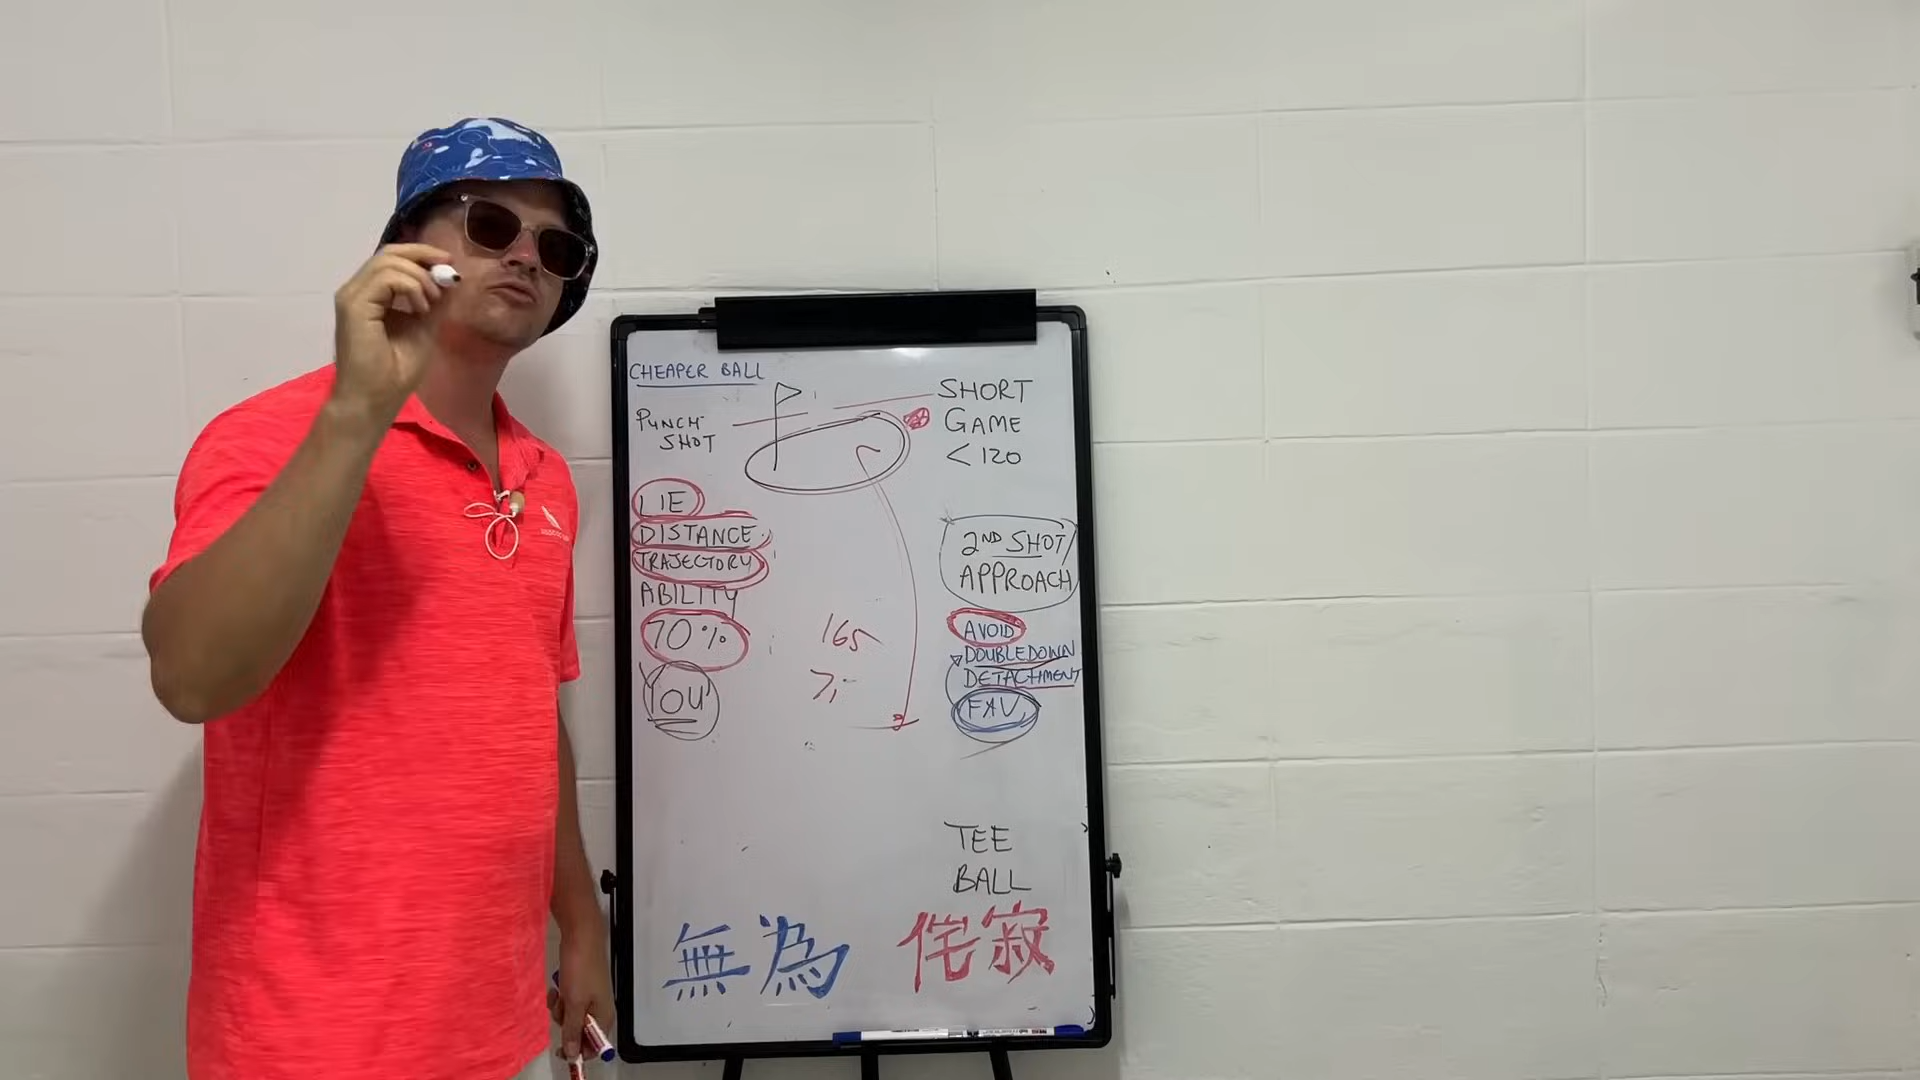 CHEAPER BALL
PUNCH
SHOT
LIE
DISTANCE
TRAJECTORY
ABILITY
70%
YOU
165
SHORT
GAME
< 120
2ND SHOT
APPROACH
AVOID
DOUBLEDOWN
DETACHMENT
FAV
TEE
BALL
無為
侘寂